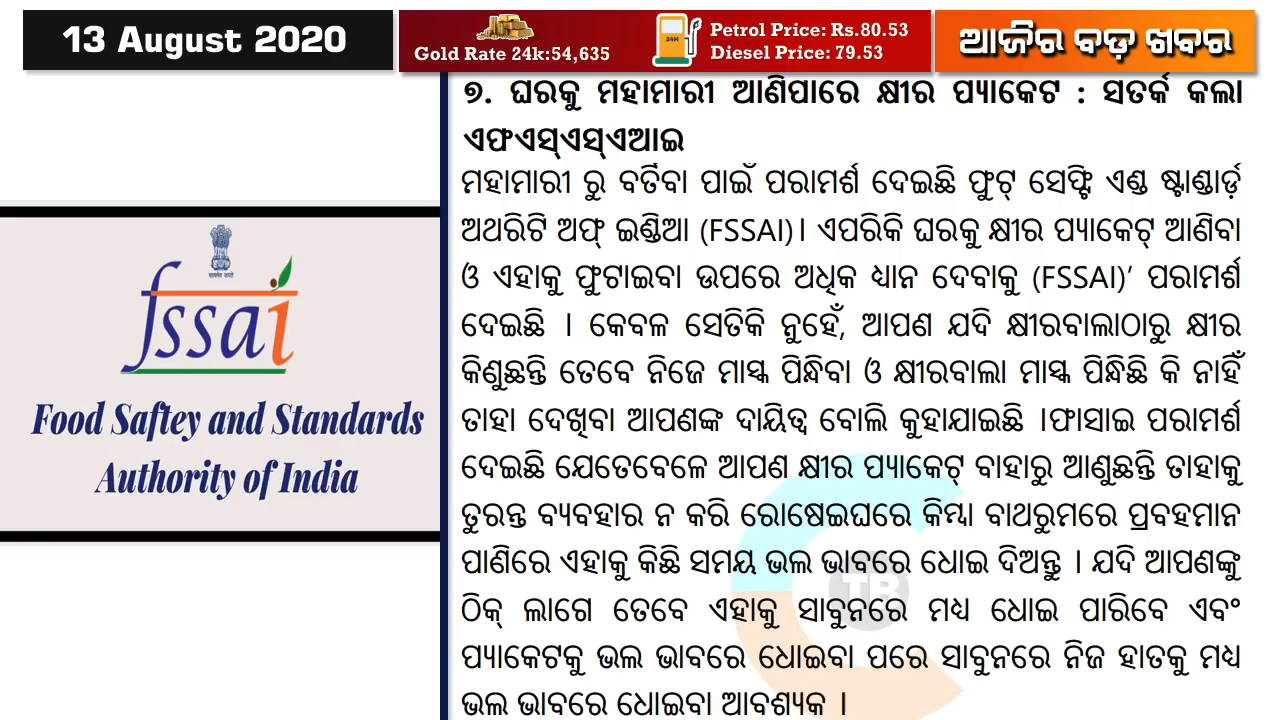 13 August 2020
Gold Rate 24k:54,635
24H
Petrol Price: Rs.80.53
Diesel Price: 79.53
ଆଜିର ବଡ଼ ଖବର
୭. ଘରକୁ ମହାମାରୀ ଆଣିପାରେ କ୍ଷୀର ପ୍ୟାକେଟ : ସତର୍କ କଲା
ଏଫଏସ୍ଏସ୍ଏଆଇ
ମହାମାରୀ ରୁ ବର୍ତିବା ପାଇଁ ପରାମର୍ଶ ଦେଇଛି ଫୁଟ୍ ସେଫ୍ଟି ଏଣ୍ଡ ଷ୍ଟାଣ୍ଡାର୍ଡ଼
ଅଥରିଟି ଅଫ୍ ଇଣ୍ଡିଆ (FSSAI)। ଏପରିକି ଘରକୁ କ୍ଷୀର ପ୍ୟାକେଟ୍ ଆଣିବା
ଓ ଏହାକୁ ଫୁଟାଇବା ଉପରେ ଅଧିକ ଧ୍ୟାନ ଦେବାକୁ (FSSAI)’ ପରାମର୍ଶ
ଦେଇଛି । କେବଳ ସେତିକି ନୁହେଁ, ଆପଣ ଯଦି କ୍ଷୀରବାଲାଠାରୁ କ୍ଷୀର
କିଣୁଛନ୍ତି ତେବେ ନିଜେ ମାସ୍କ ପିନ୍ଧିବା ଓ କ୍ଷୀରବାଲା ମାସ୍କ ପିନ୍ଧିଛି କି ନାହିଁ
ତାହା ଦେଖିବା ଆପଣଙ୍କ ଦାୟିତ୍ୱ ବୋଲି କୁହାଯାଇଛି ।ଫାସାଇ ପରାମର୍ଶ
ଦେଇଛି ଯେତେବେଳେ ଆପଣ କ୍ଷୀର ପ୍ୟାକେଟ୍ ବାହାରୁ ଆଣୁଛନ୍ତି ତାହାକୁ
ତୁରନ୍ତ ବ୍ୟବହାର ନ କରି ରୋଷେଇଘରେ କିମ୍ଭା ବାଥରୁମରେ ପ୍ରବହମାନ
ପାଣିରେ ଏହାକୁ କିଛି ସମୟ ଭଲ ଭାବରେ ଧୋଇ ଦିଅନ୍ତୁ । ଯଦି ଆପଣଙ୍କୁ
ଠିକ୍ ଲାଗେ ତେବେ ଏହାକୁ ସାବୁନରେ ମଧ୍ୟ ଧୋଇ ପାରିବେ ଏବଂ
ପ୍ୟାକେଟକୁ ଭଲ ଭାବରେ ଧୋଇବା ପରେ ସାବୁନରେ ନିଜ ହାତକୁ ମଧ୍ୟ
ଭଲ ଭାବରେ ଧୋଇବା ଆବଶ୍ୟକ ।
सत्यमेव जयते
fssai
Food Saftey and Standards
Authority of India
TB